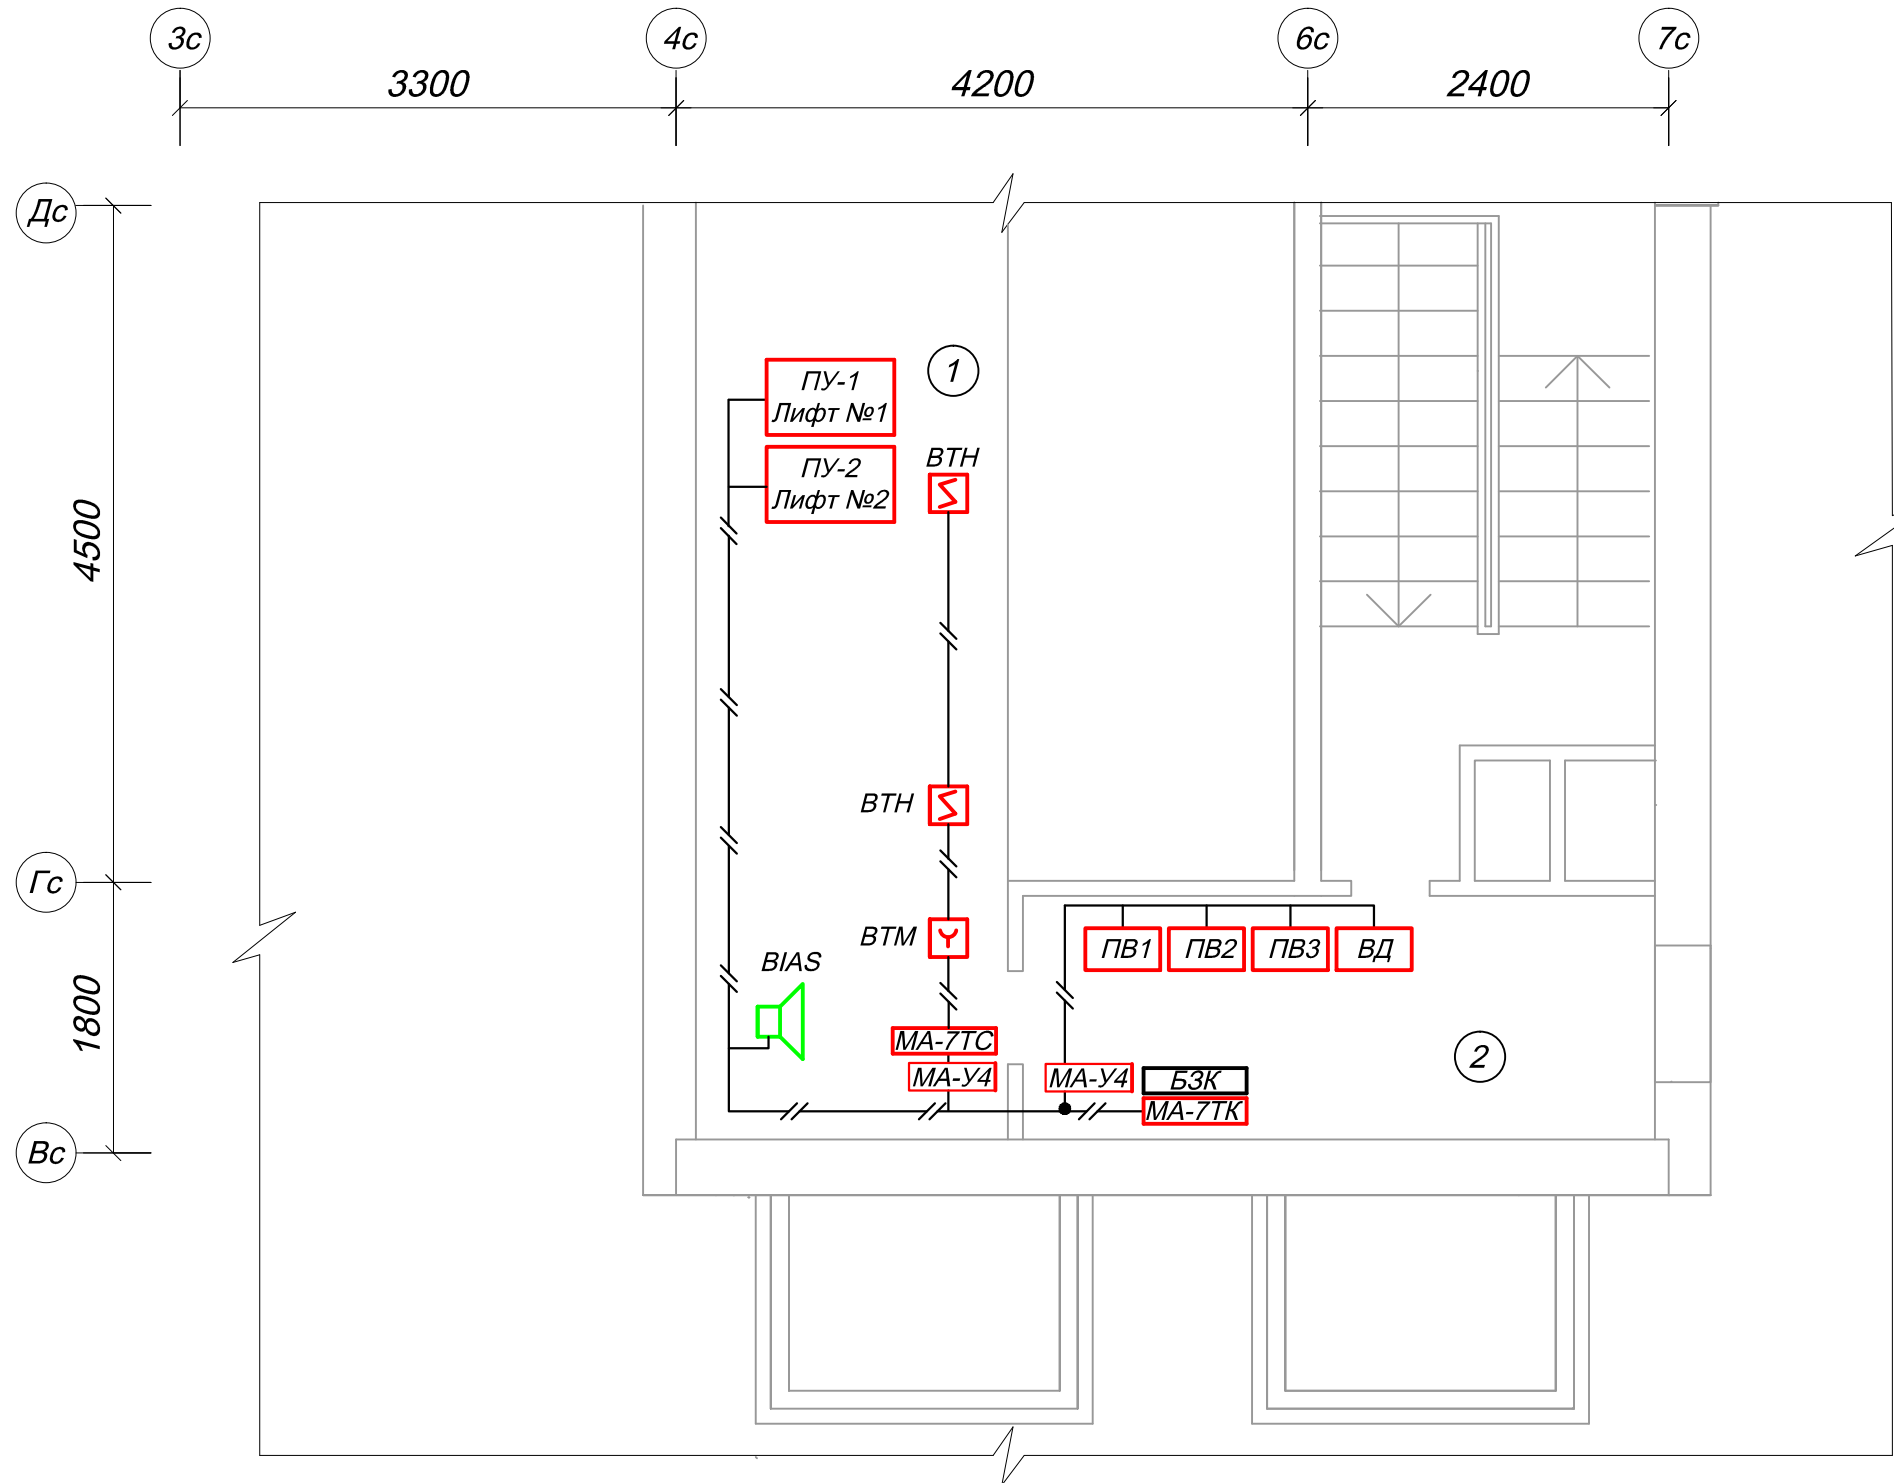 3с
4с
6с
7с
3300
4200
2400
Дс
ПУ-1
Лифт №1
1
ПУ-2
Лифт №2
ВТН
4500
ВТН
Гс
ВТМ
ПВ1
ПВ2
ПВ3
ВД
BIAS
1800
МА-7ТС
2
МА-У4
МА-У4
БЗК
МА-7ТК
Вс